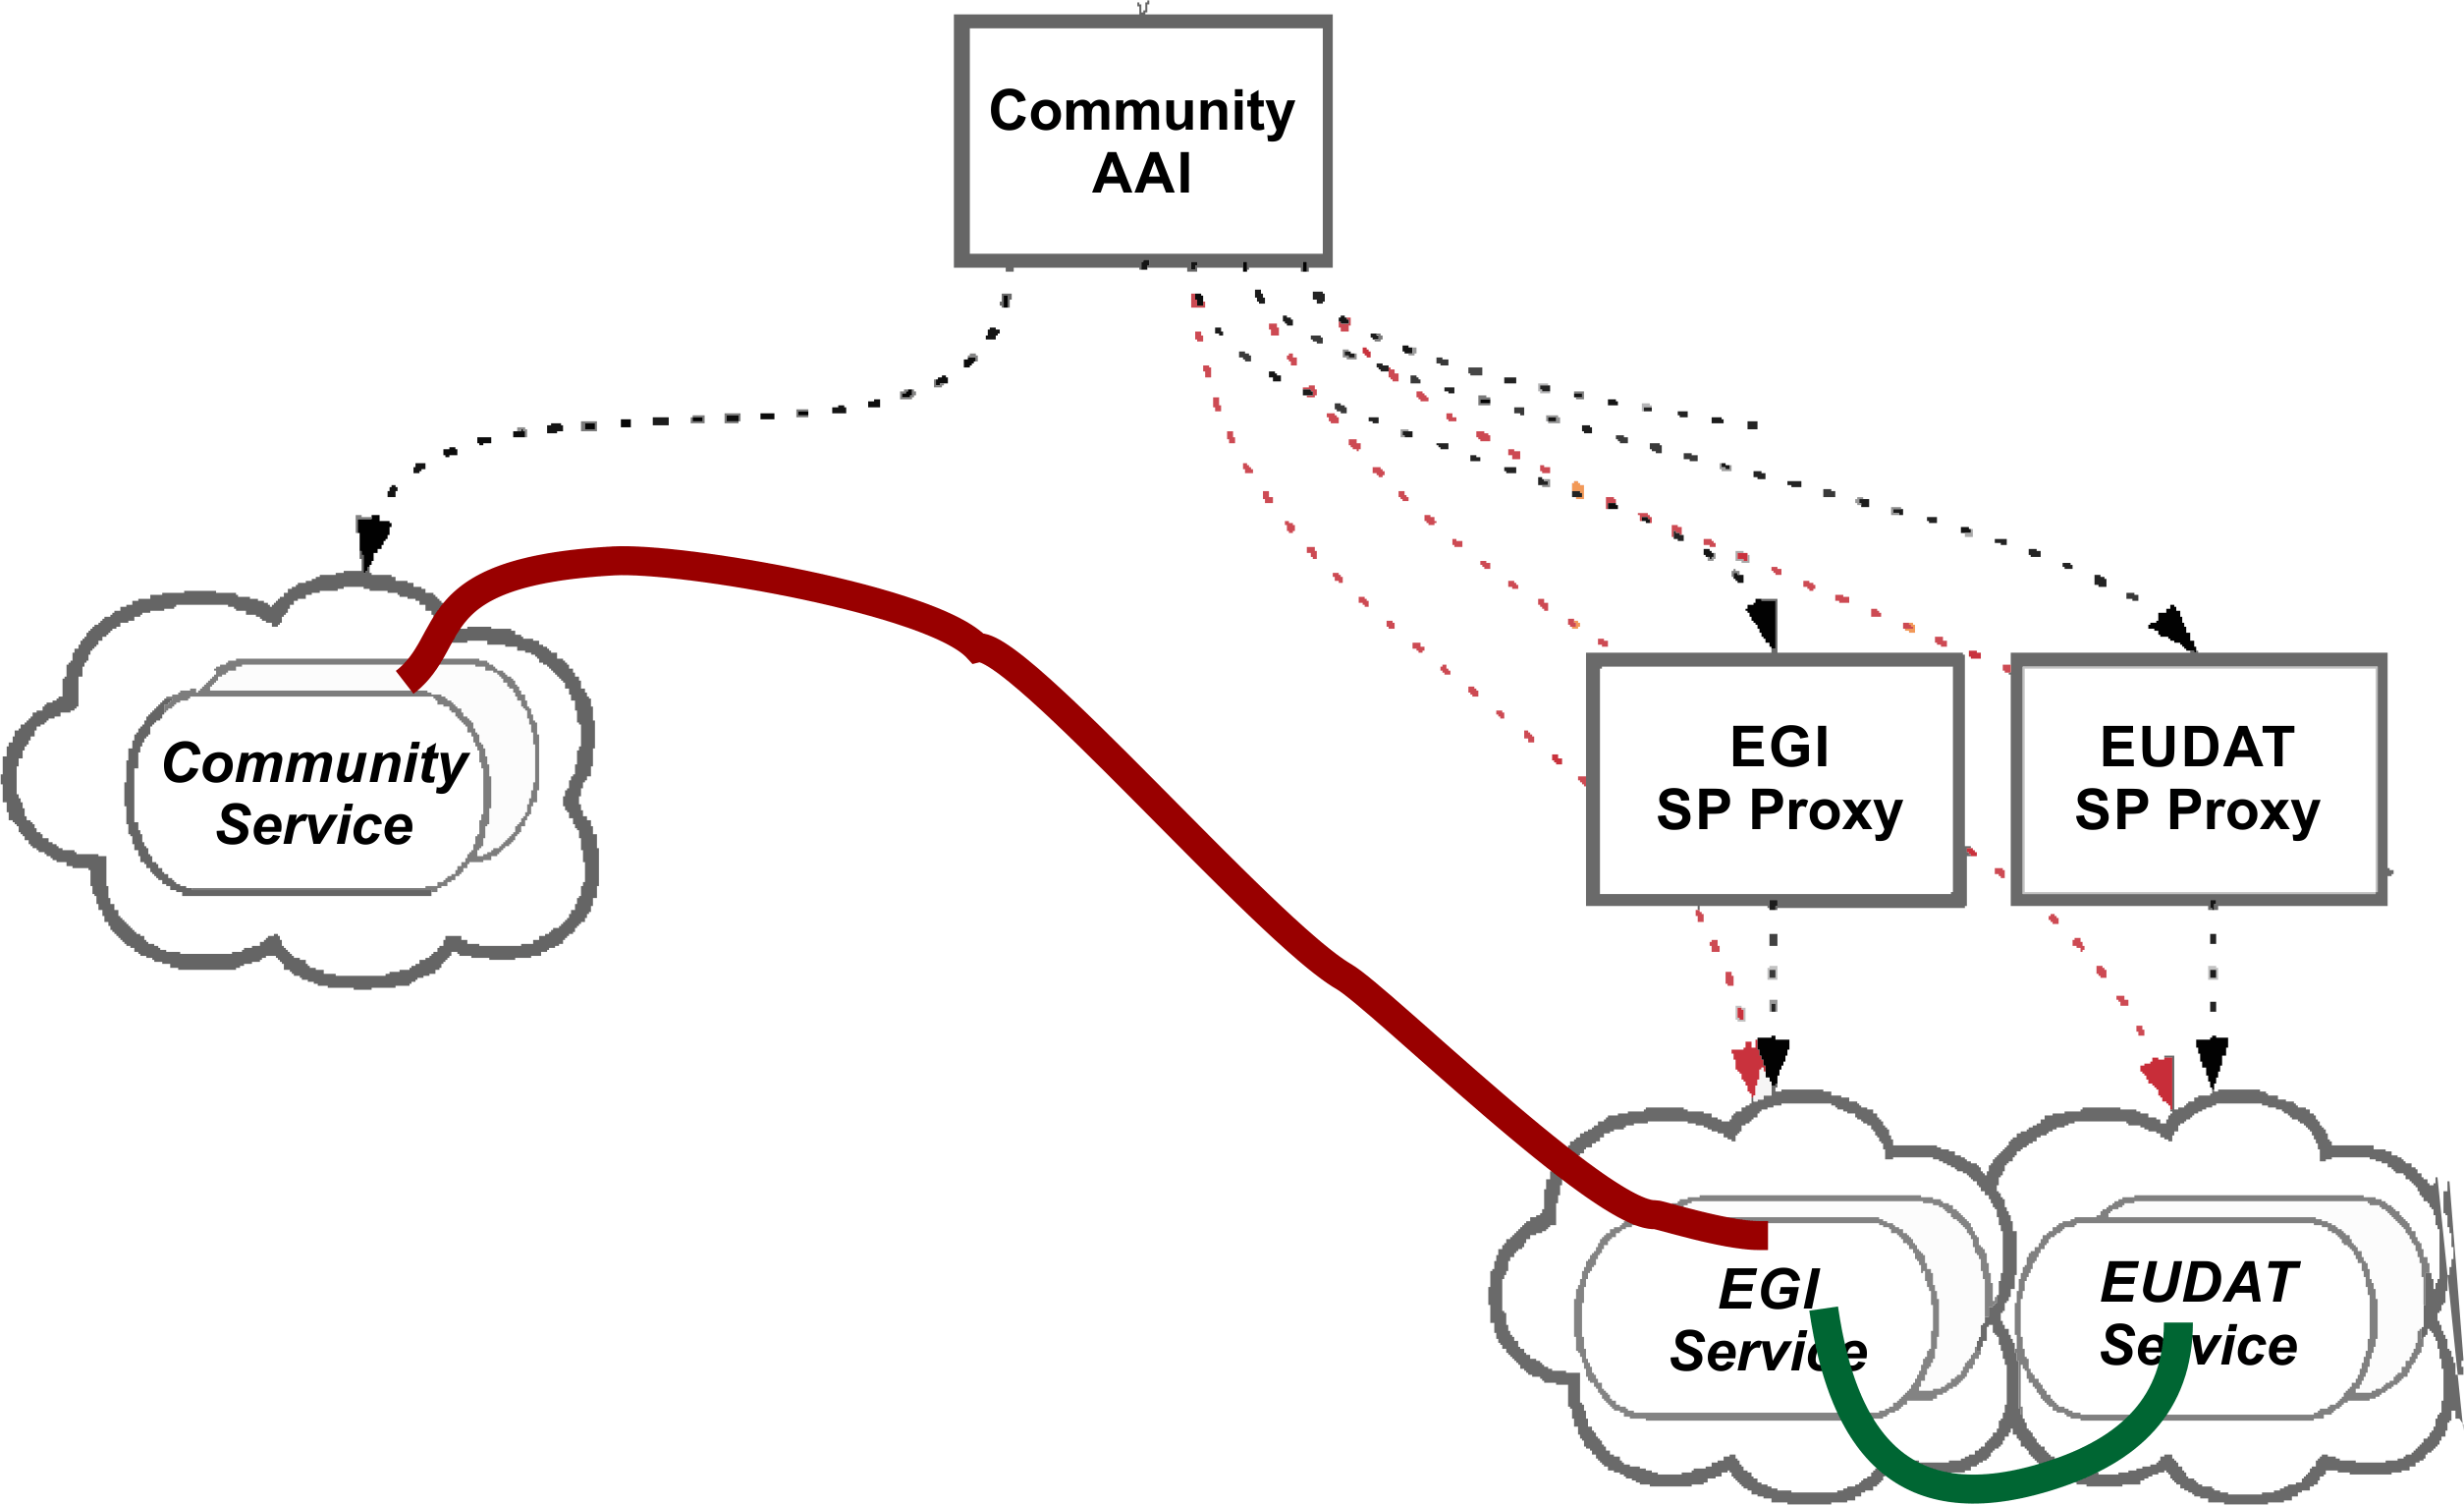 Community
AAI
Community
Service
EGI
SP Proxy
EUDAT
SP Proxy
EGI
Service
EUDAT
Service